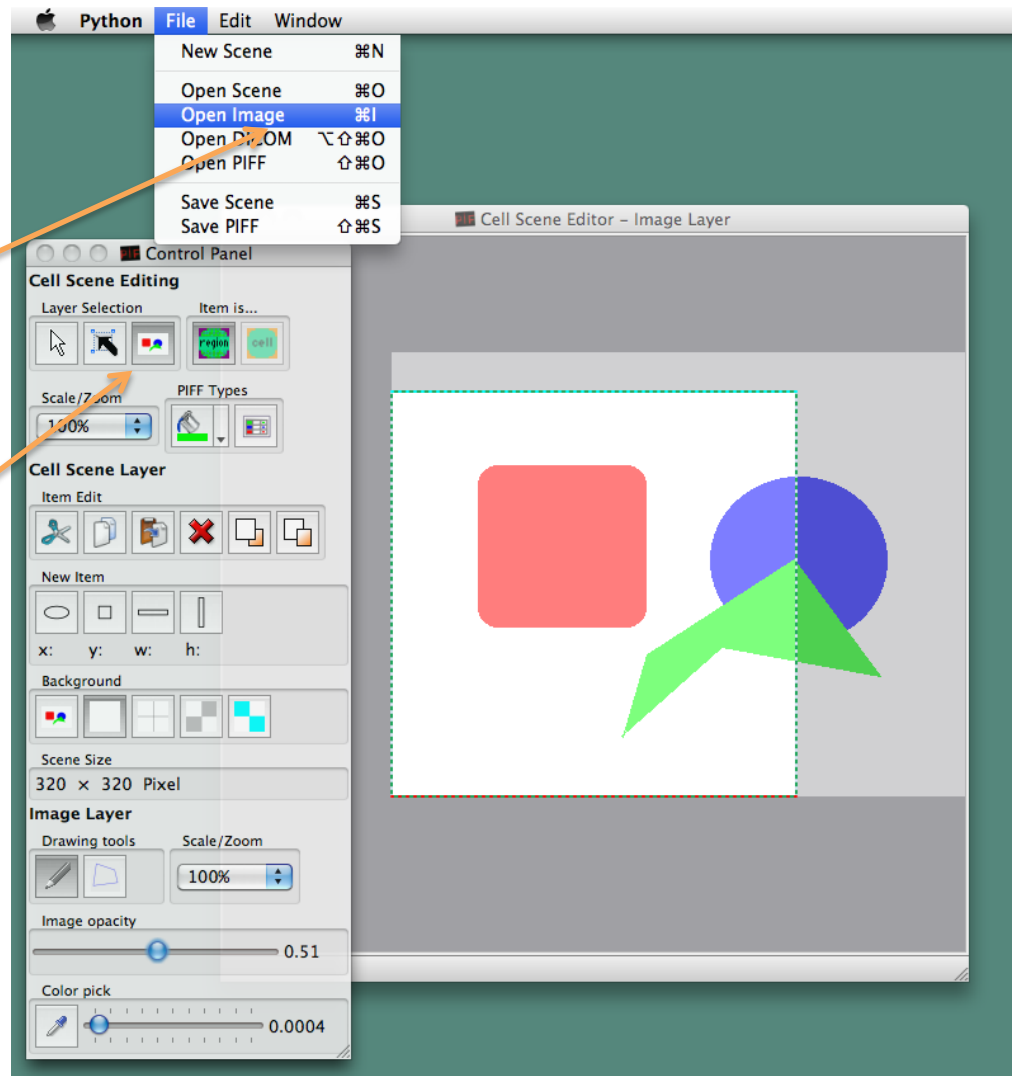 Python File Edit Window
New Scene ⌘N
Open Scene ⌘O
Open Image ⌘I
Open DICOM ⌥⇧⌘O
Open PIFF ⇧⌘O
Save Scene ⌘S
Save PIFF ⇧⌘S
Cell Scene Editor – Image Layer
Control Panel
Cell Scene Editing
Layer Selection Item is...
region cell
Scale/Zoom PIFF Types
100%
Cell Scene Layer
Item Edit
New Item
x: y: w: h:
Background
Scene Size
320 × 320 Pixel
Image Layer
Drawing tools Scale/Zoom
100%
Image opacity
0.51
Color pick
0.0004